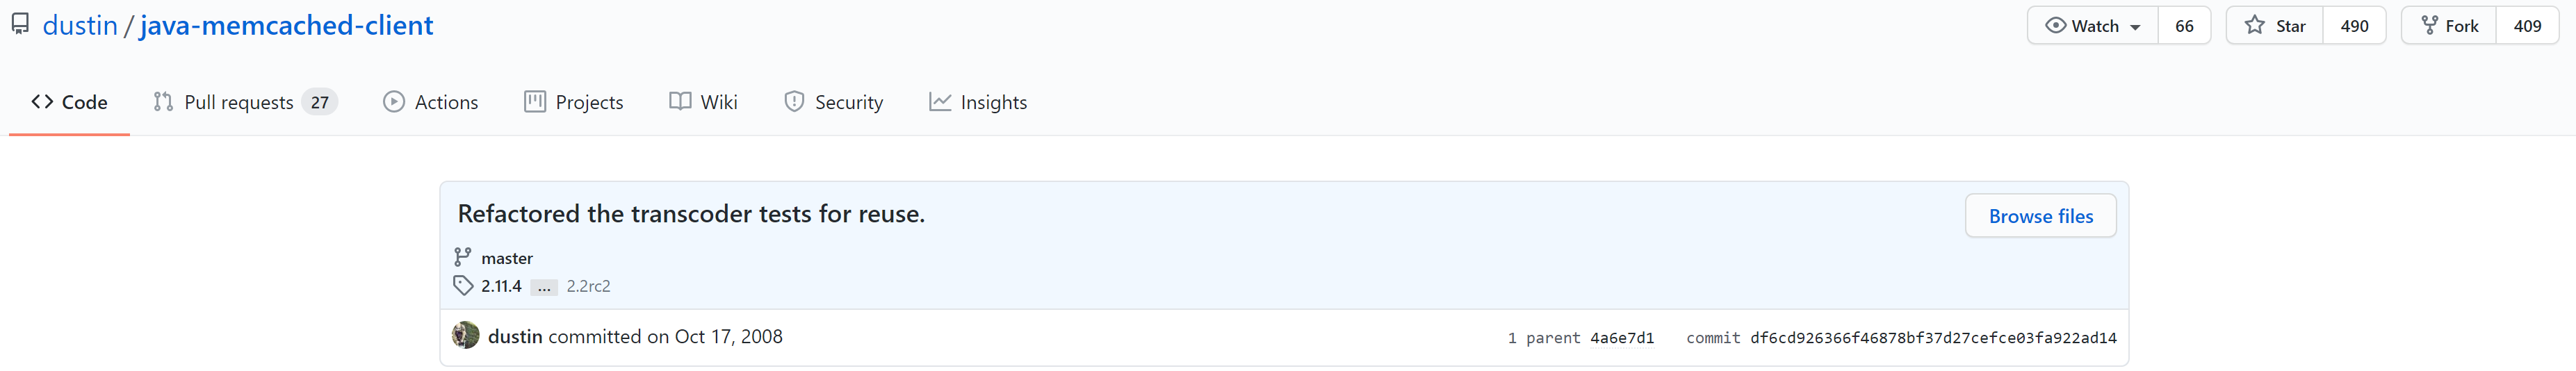 dustin / java-memcached-client
Watch 66 Star 490 Fork 409
Code Pull requests 27 Actions Projects Wiki Security Insights
Refactored the transcoder tests for reuse.
Browse files
master
2.11.4 ... 2.2rc2
dustin committed on Oct 17, 2008
1 parent 4a6e7d1 commit df6cd926366f46878bf37d27cefce03fa922ad14